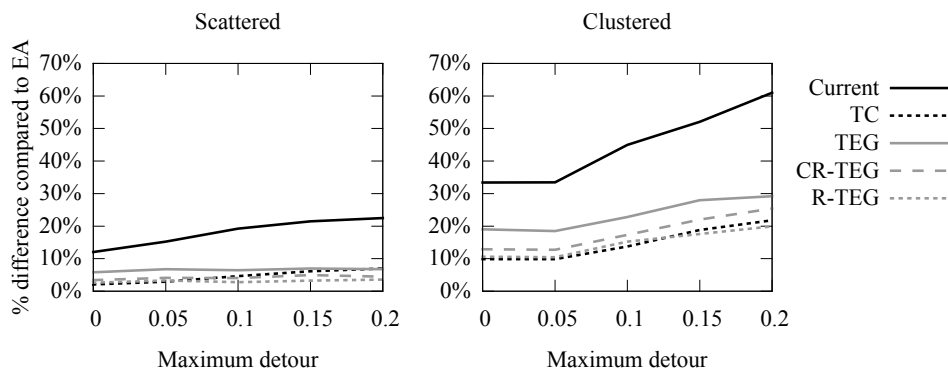 Scattered
Clustered
% difference compared to EA
70%
60%
50%
40%
30%
20%
10%
0%
0 0.05 0.1 0.15 0.2
Maximum detour
70%
60%
50%
40%
30%
20%
10%
0%
0 0.05 0.1 0.15 0.2
Maximum detour
Current
TC
TEG
CR-TEG
R-TEG